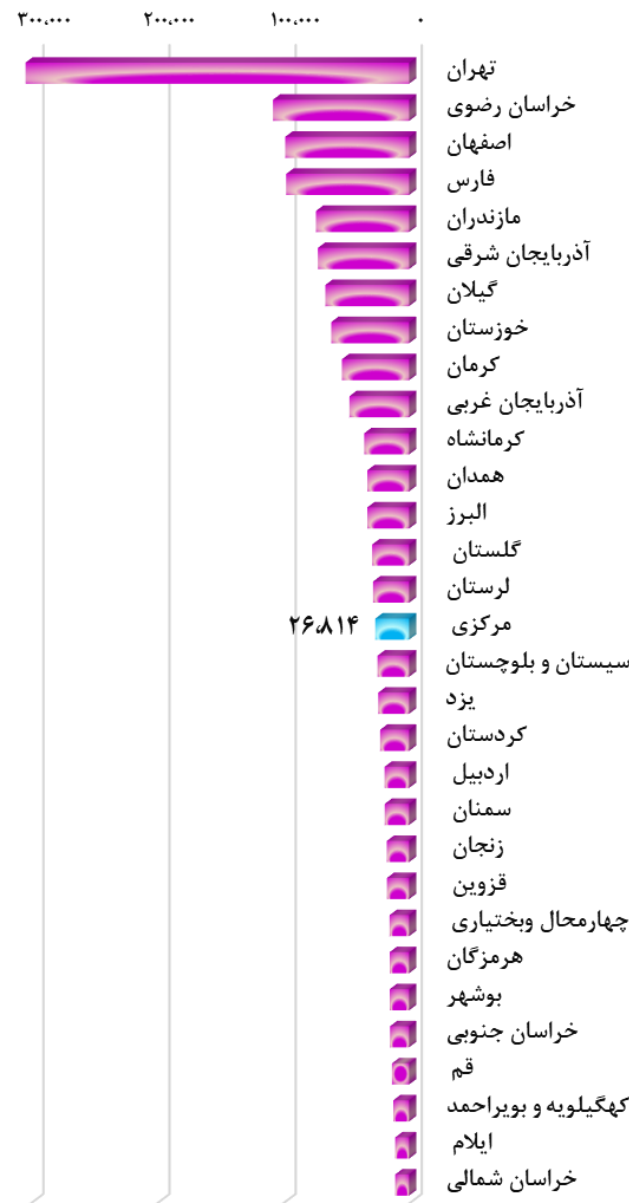 ۰ ۱۰۰،۰۰۰ ۲۰۰،۰۰۰ ۳۰۰،۰۰۰
تهران
خراسان رضوی
اصفهان
فارس
مازندران
آذربایجان شرقی
گیلان
خوزستان
کرمان
آذربایجان غربی
کرمانشاه
همدان
البرز
گلستان
لرستان
مرکزی ۲۶،۸۱۴
سیستان و بلوچستان
یزد
کردستان
اردبیل
سمنان
زنجان
قزوین
چهارمحال وبختیاری
هرمزگان
بوشهر
خراسان جنوبی
قم
کهگیلویه و بویراحمد
ایلام
خراسان شمالی